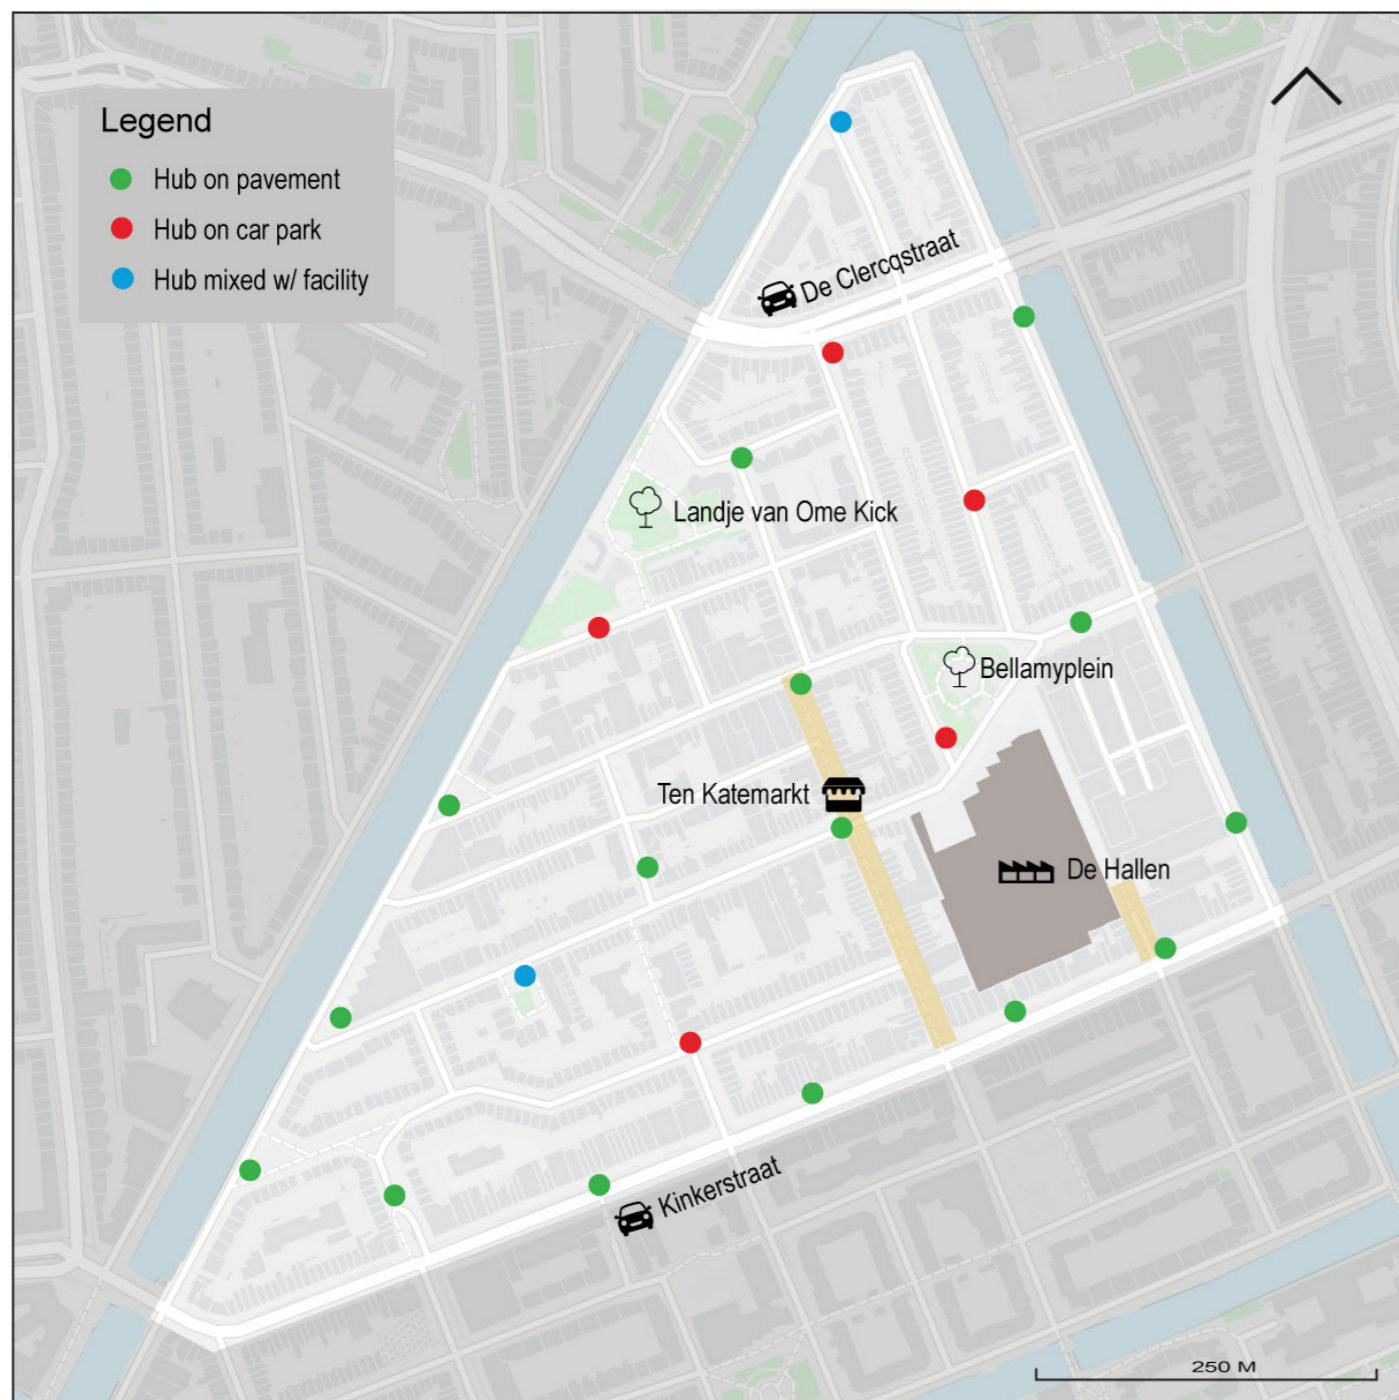 Legend
Hub on pavement
Hub on car park
Hub mixed w/ facility
De Clercqstraat
Landje van Ome Kick
Bellamyplein
Ten Katemarkt
De Hallen
Kinkerstraat
250 M